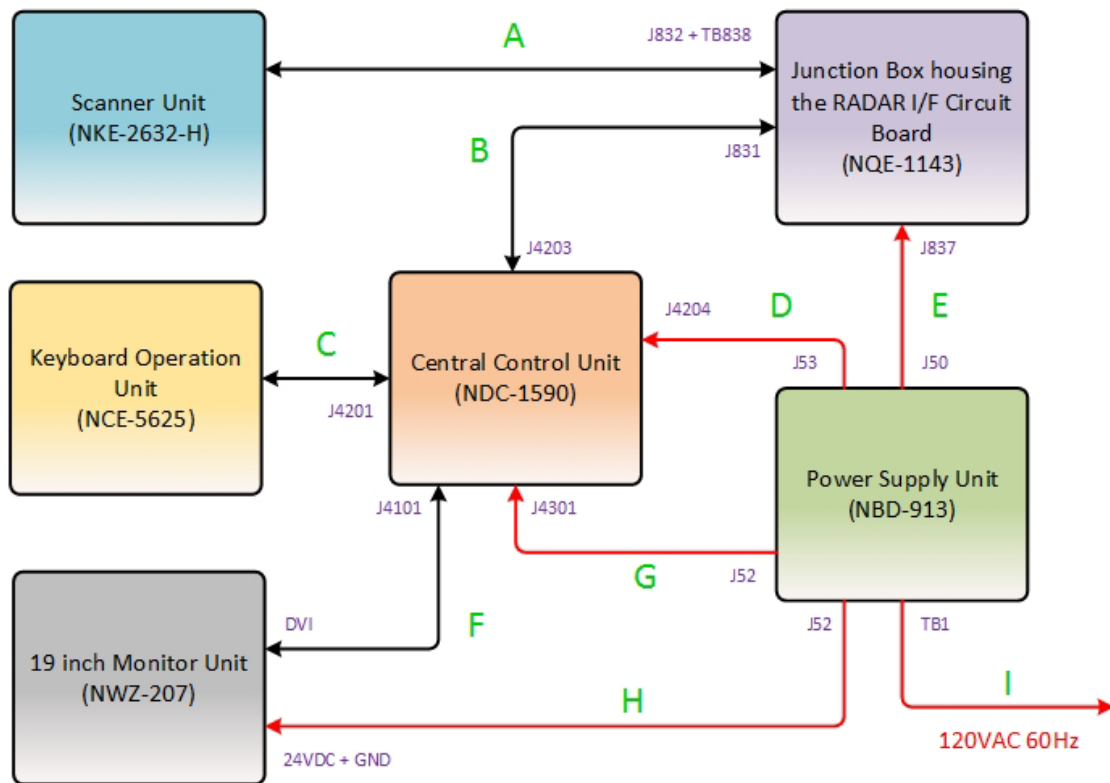 A
J832 + TB838
Scanner Unit
(NKE-2632-H)
Junction Box housing
the RADAR I/F Circuit
Board
(NQE-1143)
B
J831
J4203
J837
Keyboard Operation
Unit
(NCE-5625)
C
J4201
Central Control Unit
(NDC-1590)
J4204
D
E
J53
J50
Power Supply Unit
(NBD-913)
J4101
J4301
G
J52
19 inch Monitor Unit
(NWZ-207)
DVI
F
J52
TB1
H
I
24VDC + GND
120VAC 60Hz